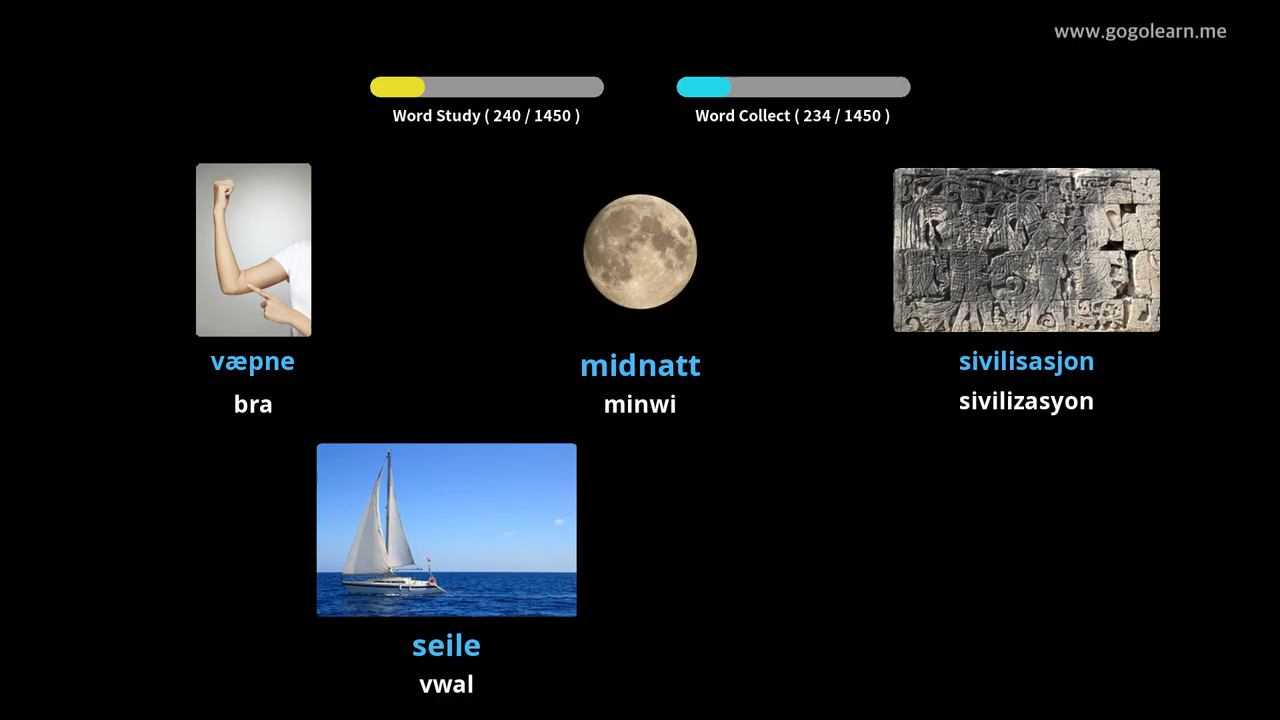 www.gogolearn.me
Word Study ( 240 / 1450 )
Word Collect ( 234 / 1450 )
væpne
bra
midnatt
minwi
sivilisasjon
sivilizasyon
seile
vwal